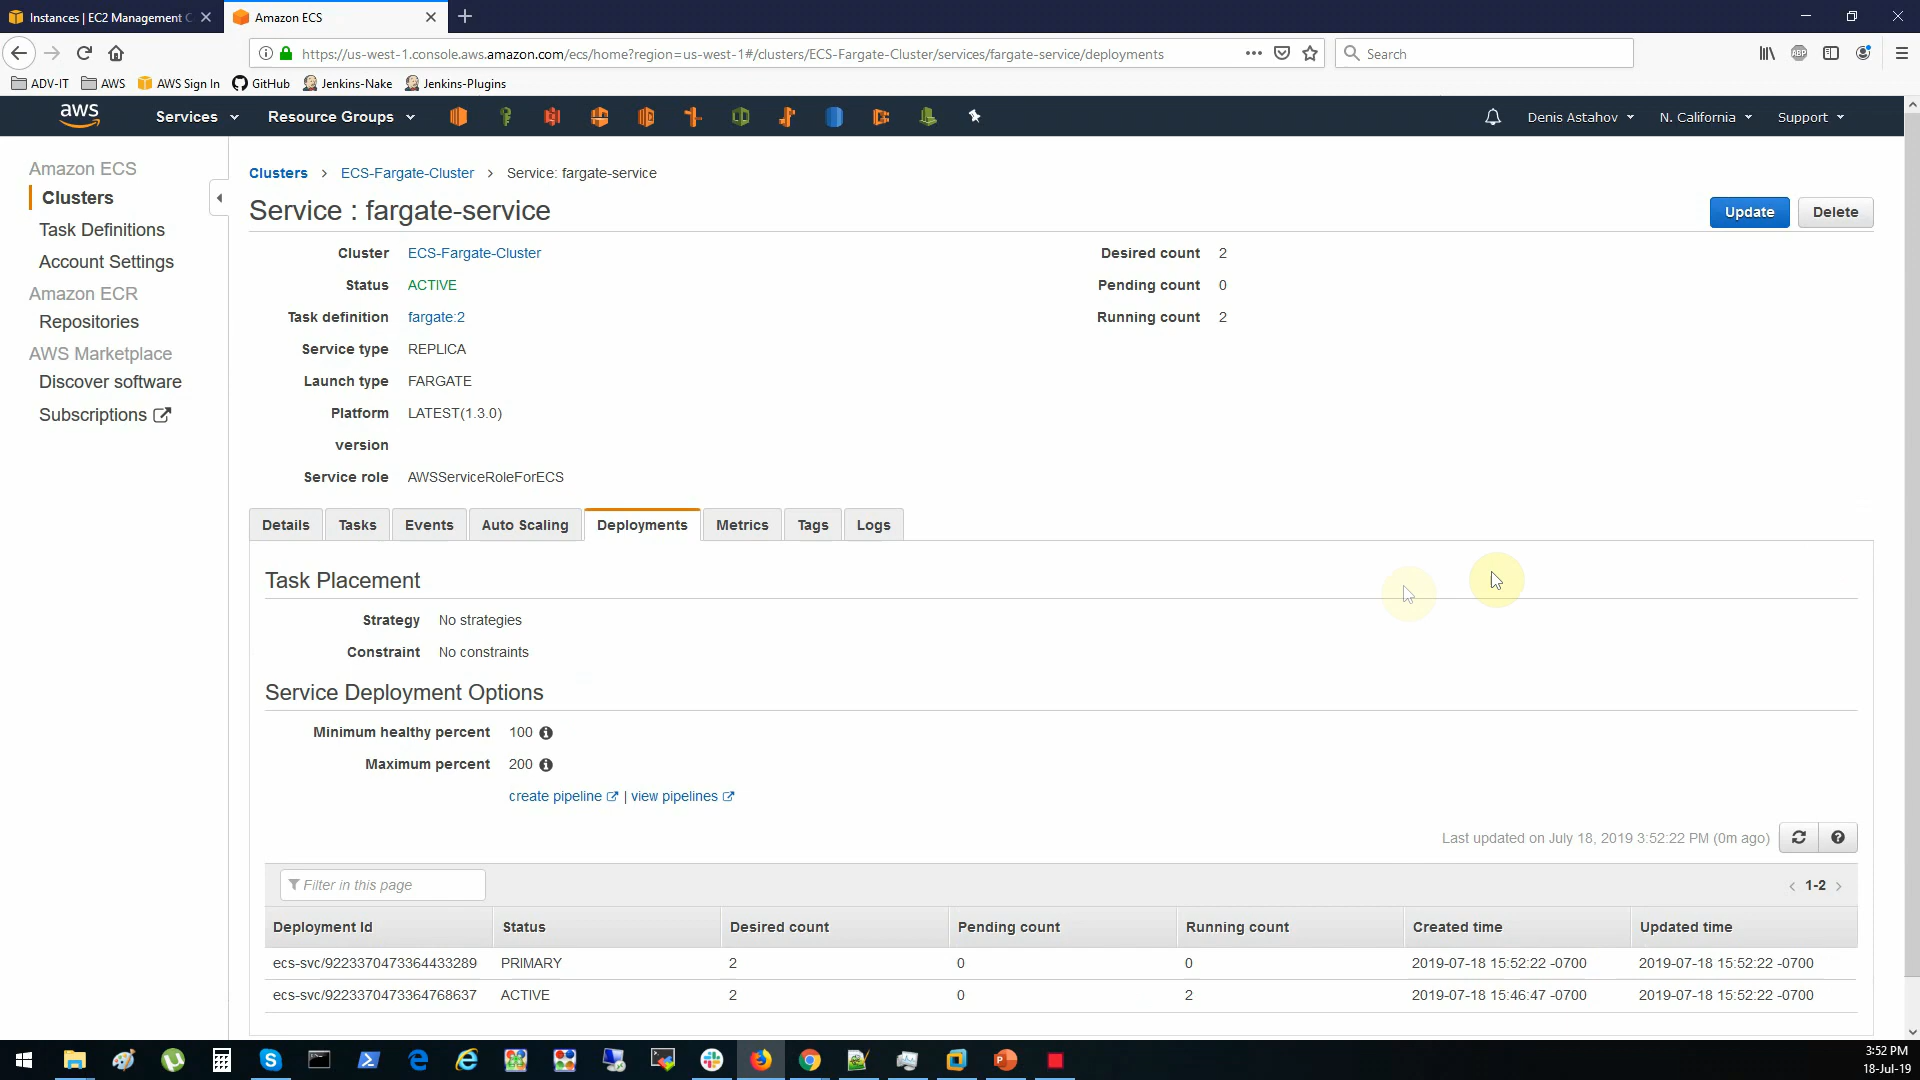 Instances | EC2 Management C
Amazon ECS
https://us-west-1.console.aws.amazon.com/ecs/home?region=us-west-1#/clusters/ECS-Fargate-Cluster/services/fargate-service/deployments
Search
ADV-IT
AWS
AWS Sign In
GitHub
Jenkins-Nake
Jenkins-Plugins
aws
Services
Resource Groups
Denis Astahov
N. California
Support
Amazon ECS
Clusters
Task Definitions
Account Settings
Amazon ECR
Repositories
AWS Marketplace
Discover software
Subscriptions
Clusters > ECS-Fargate-Cluster > Service: fargate-service
Service : fargate-service
Update
Delete
Cluster ECS-Fargate-Cluster
Status ACTIVE
Task definition fargate:2
Service type REPLICA
Launch type FARGATE
Platform LATEST(1.3.0)
version
Service role AWSServiceRoleForECS
Desired count 2
Pending count 0
Running count 2
Details
Tasks
Events
Auto Scaling
Deployments
Metrics
Tags
Logs
Task Placement
Strategy No strategies
Constraint No constraints
Service Deployment Options
Minimum healthy percent 100
Maximum percent 200
create pipeline | view pipelines
Last updated on July 18, 2019 3:52:22 PM (0m ago)
Filter in this page
< 1-2 >
Deployment Id Status Desired count Pending count Running count Created time Updated time
ecs-svc/9223370473364433289 PRIMARY 2 0 0 2019-07-18 15:52:22 -0700 2019-07-18 15:52:22 -0700
ecs-svc/9223370473364768637 ACTIVE 2 0 2 2019-07-18 15:46:47 -0700 2019-07-18 15:52:22 -0700
3:52 PM
18-Jul-19